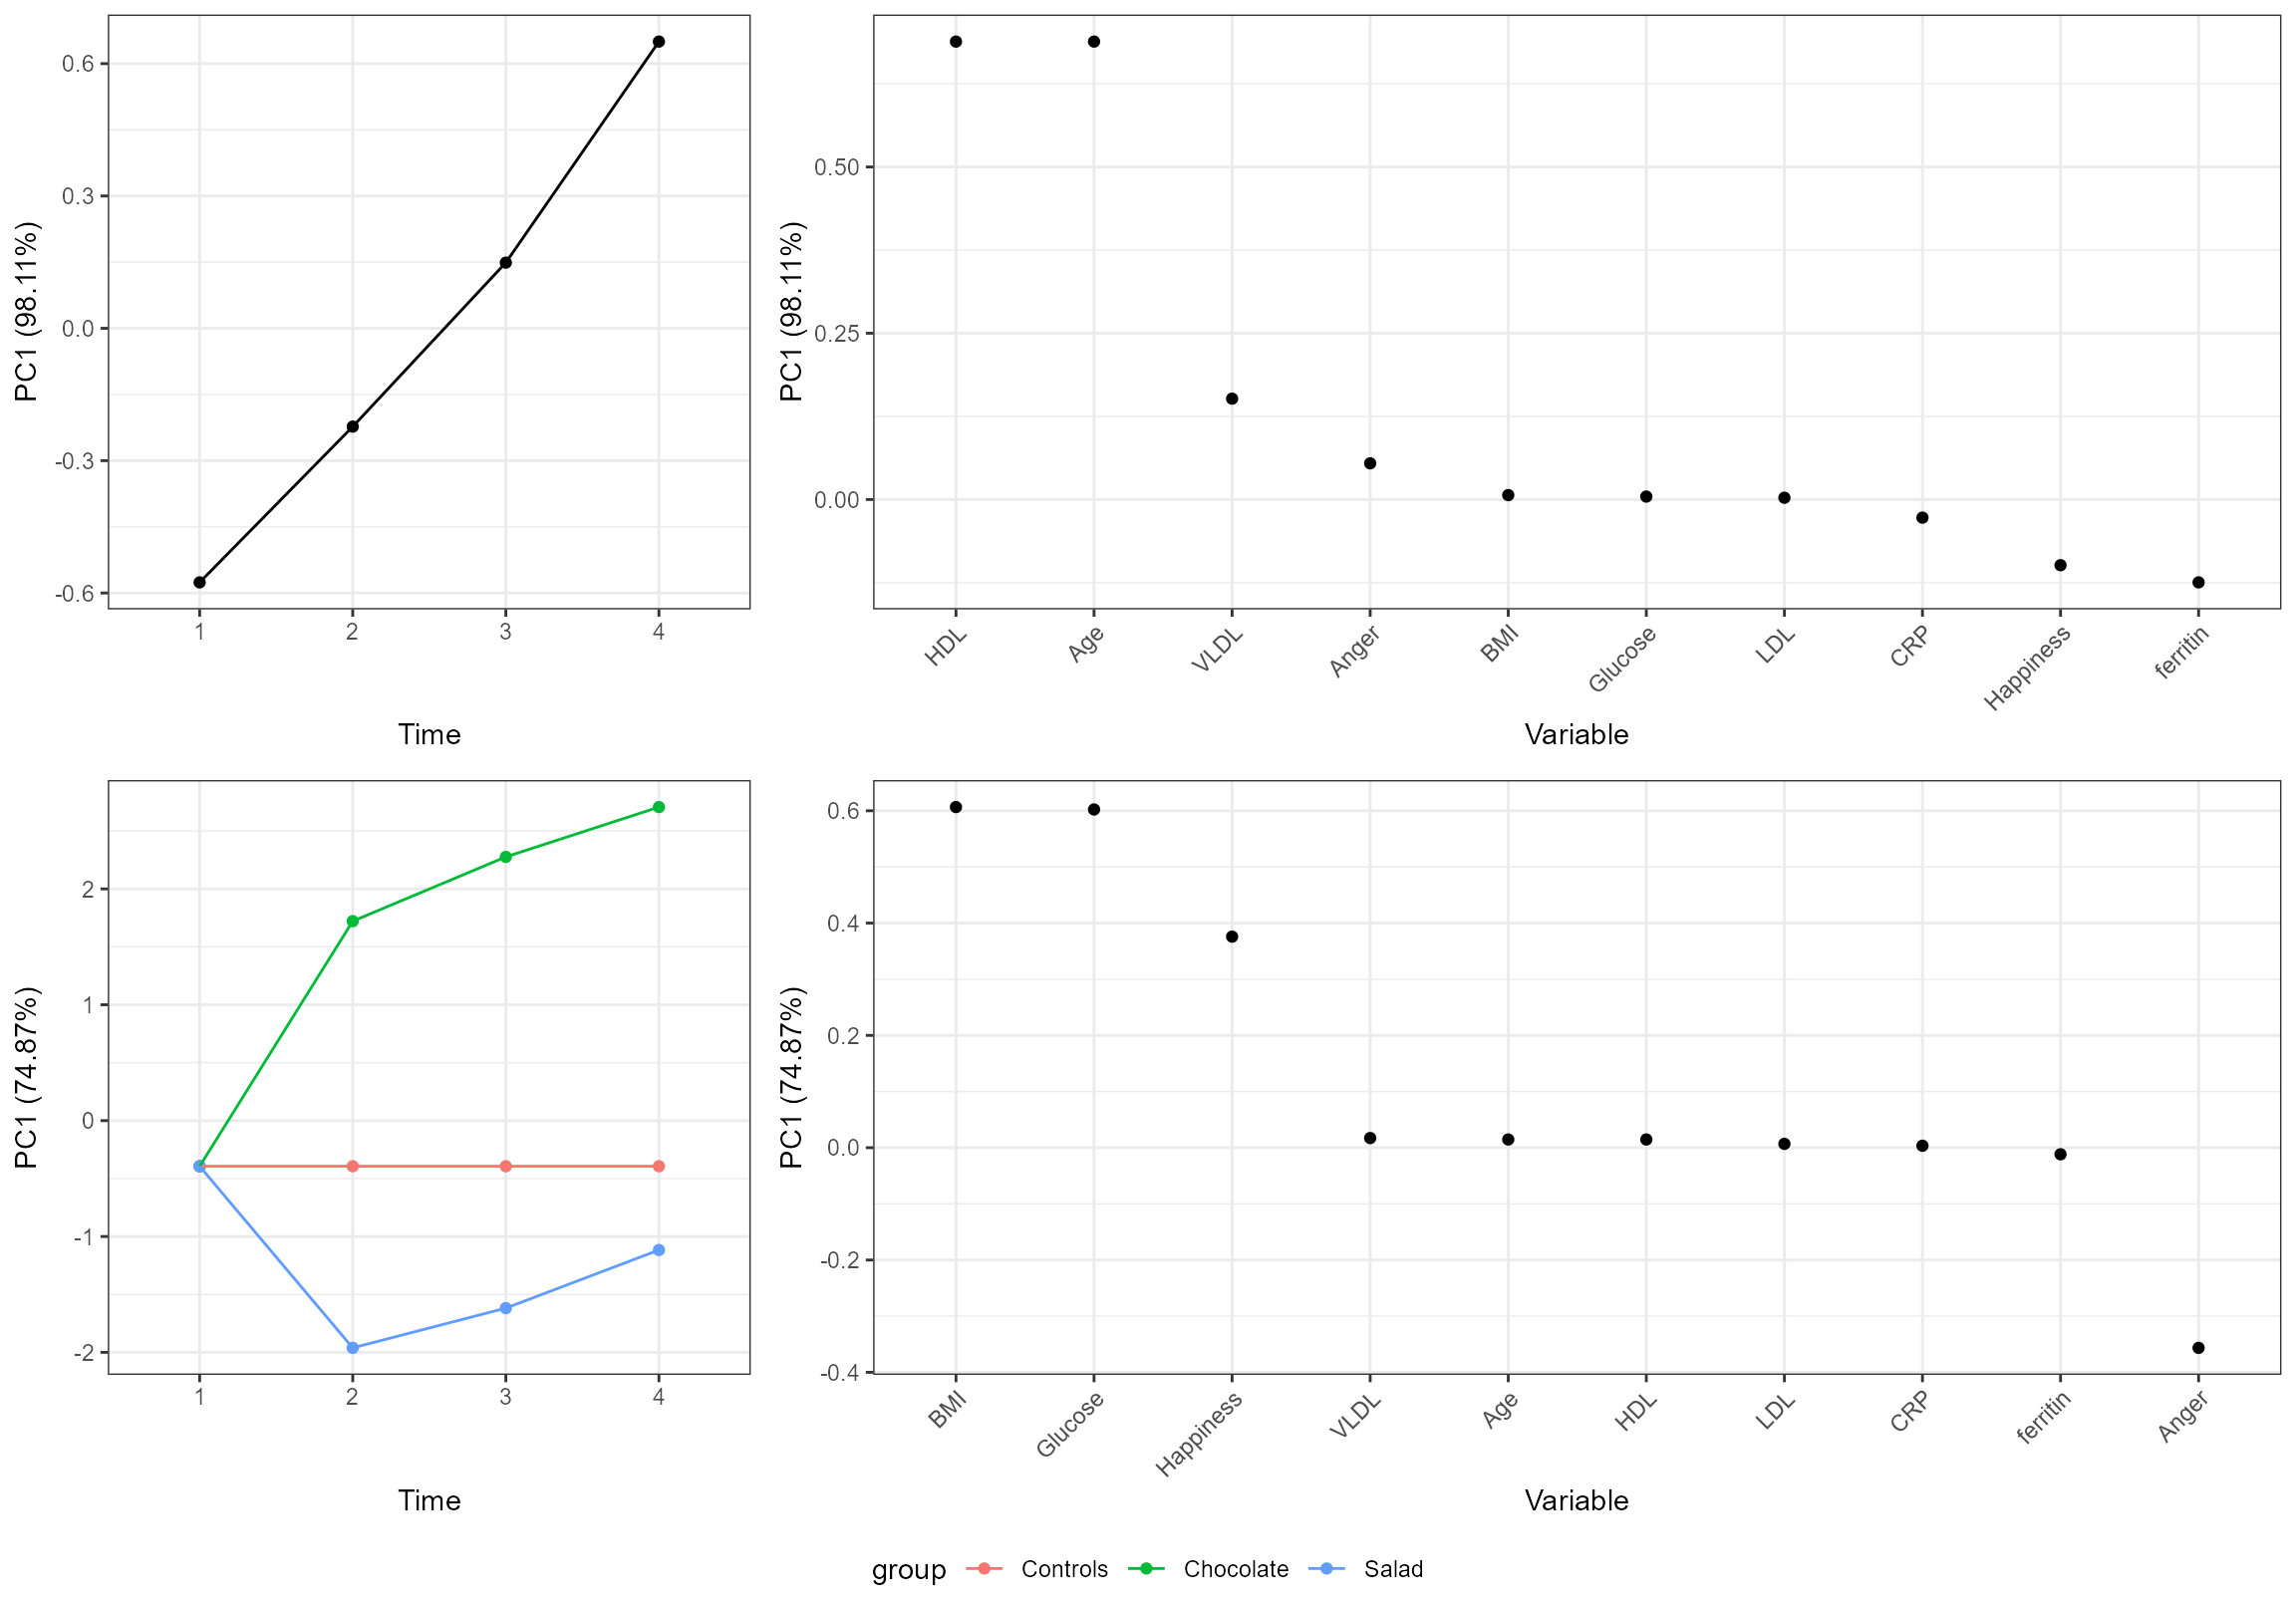 PC1 (98.11%)
0.6
0.3
0.0
-0.3
-0.6
1 2 3 4
Time
PC1 (98.11%)
0.50
0.25
0.00
HDL Age VLDL Anger BMI Glucose LDL CRP Happiness ferritin
Variable
PC1 (74.87%)
2
1
0
-1
-2
1 2 3 4
Time
PC1 (74.87%)
0.6
0.4
0.2
0.0
-0.2
-0.4
BMI Glucose Happiness VLDL Age HDL LDL CRP ferritin Anger
Variable
group Controls Chocolate Salad